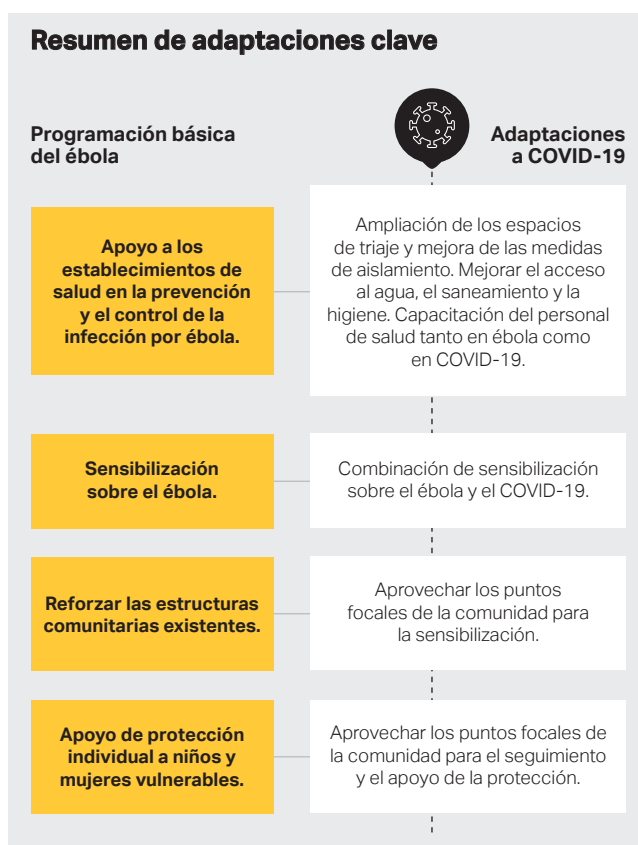 Resumen de adaptaciones clave
Programación básica
del ébola
Adaptaciones
a COVID-19
Apoyo a los
establecimientos de
salud en la prevención
y el control de la
infección por ébola.
Ampliación de los espacios
de triaje y mejora de las medidas
de aislamiento. Mejorar el acceso
al agua, el saneamiento y la
higiene. Capacitación del personal
de salud tanto en ébola como
en COVID-19.
Sensibilización
sobre el ébola.
Combinación de sensibilización
sobre el ébola y el COVID-19.
Reforzar las estructuras
comunitarias existentes.
Aprovechar los puntos
focales de la comunidad para
la sensibilización.
Apoyo de protección
individual a niños y
mujeres vulnerables.
Aprovechar los puntos focales de
la comunidad para el seguimiento
y el apoyo de la protección.